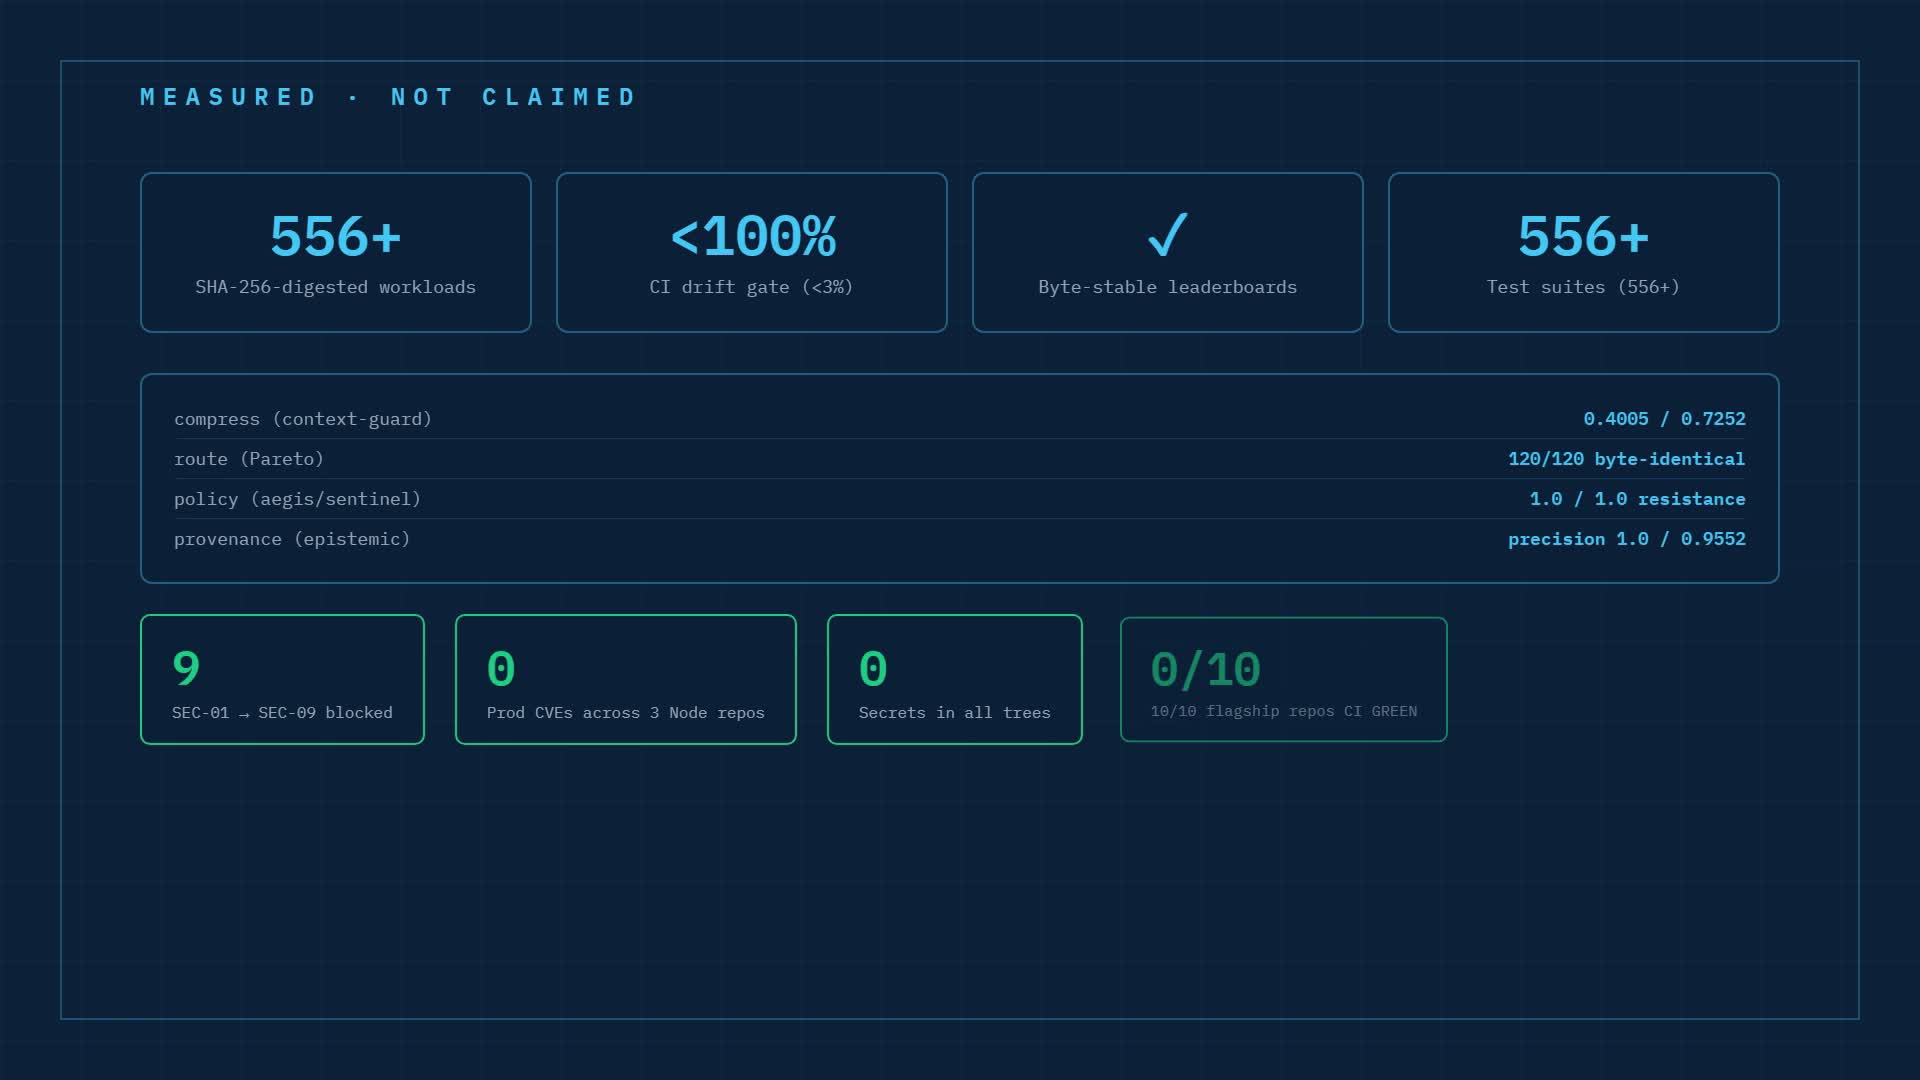 MEASURED · NOT CLAIMED
556+
SHA-256-digested workloads
<100%
CI drift gate (<3%)
✓
Byte-stable leaderboards
556+
Test suites (556+)
compress (context-guard) 0.4005 / 0.7252
route (Pareto) 120/120 byte-identical
policy (aegis/sentinel) 1.0 / 1.0 resistance
provenance (epistemic) precision 1.0 / 0.9552
9
SEC-01 → SEC-09 blocked
0
Prod CVEs across 3 Node repos
0
Secrets in all trees
0/10
10/10 flagship repos CI GREEN